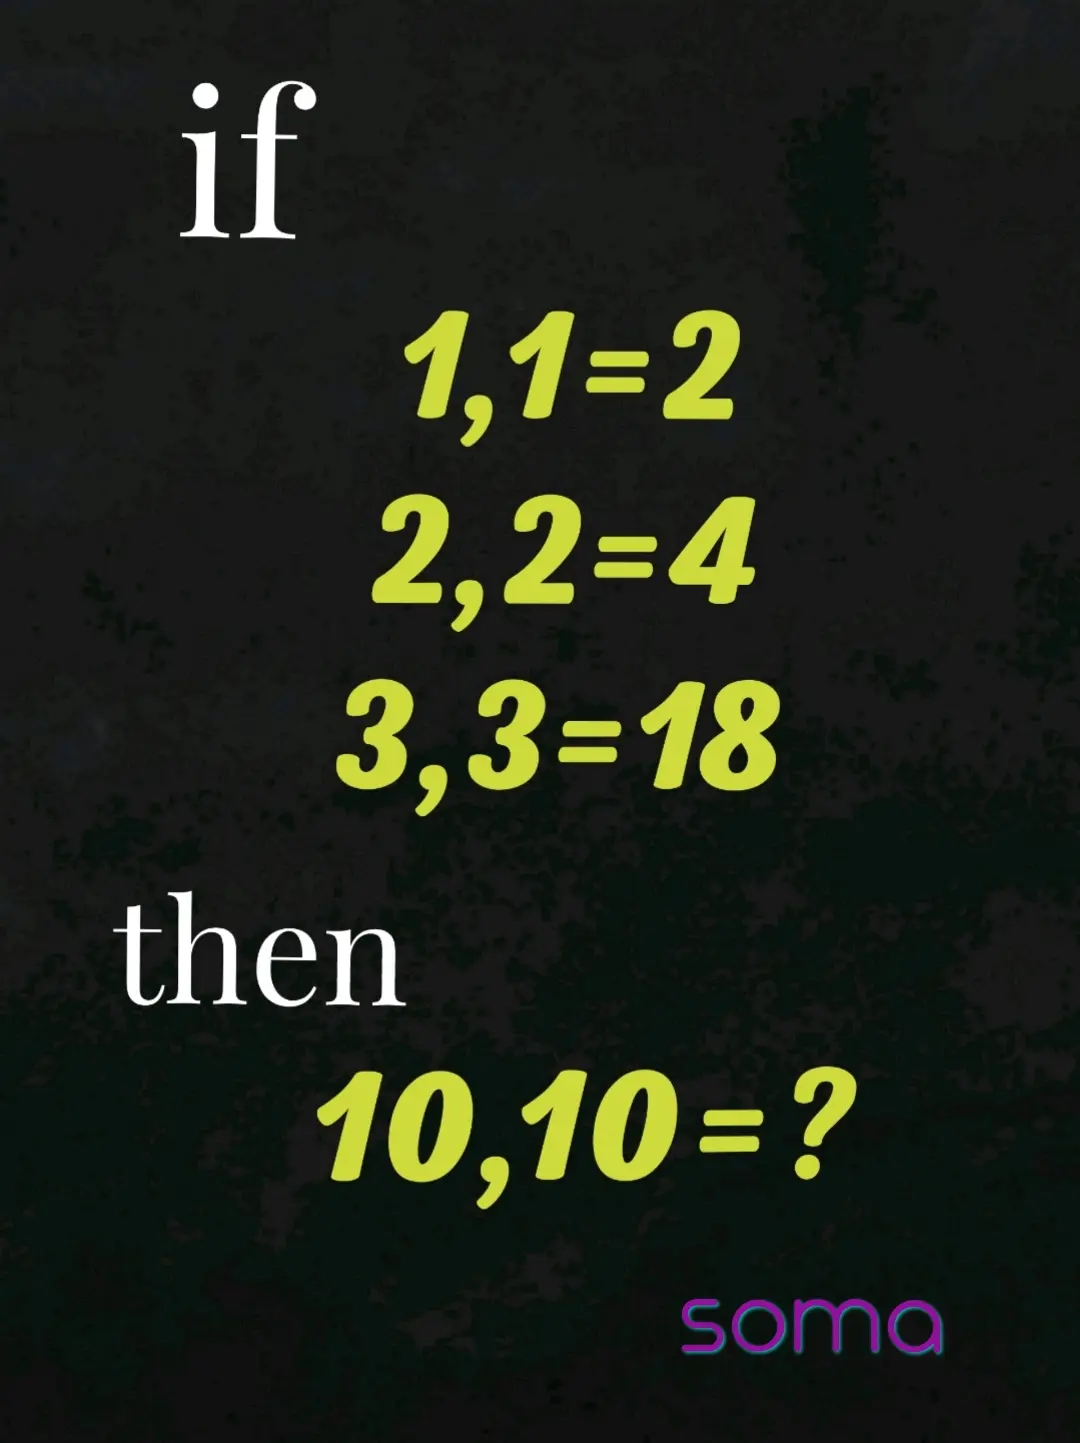 if
1,1=2
2,2=4
3,3=18
then
10,10=?
soma